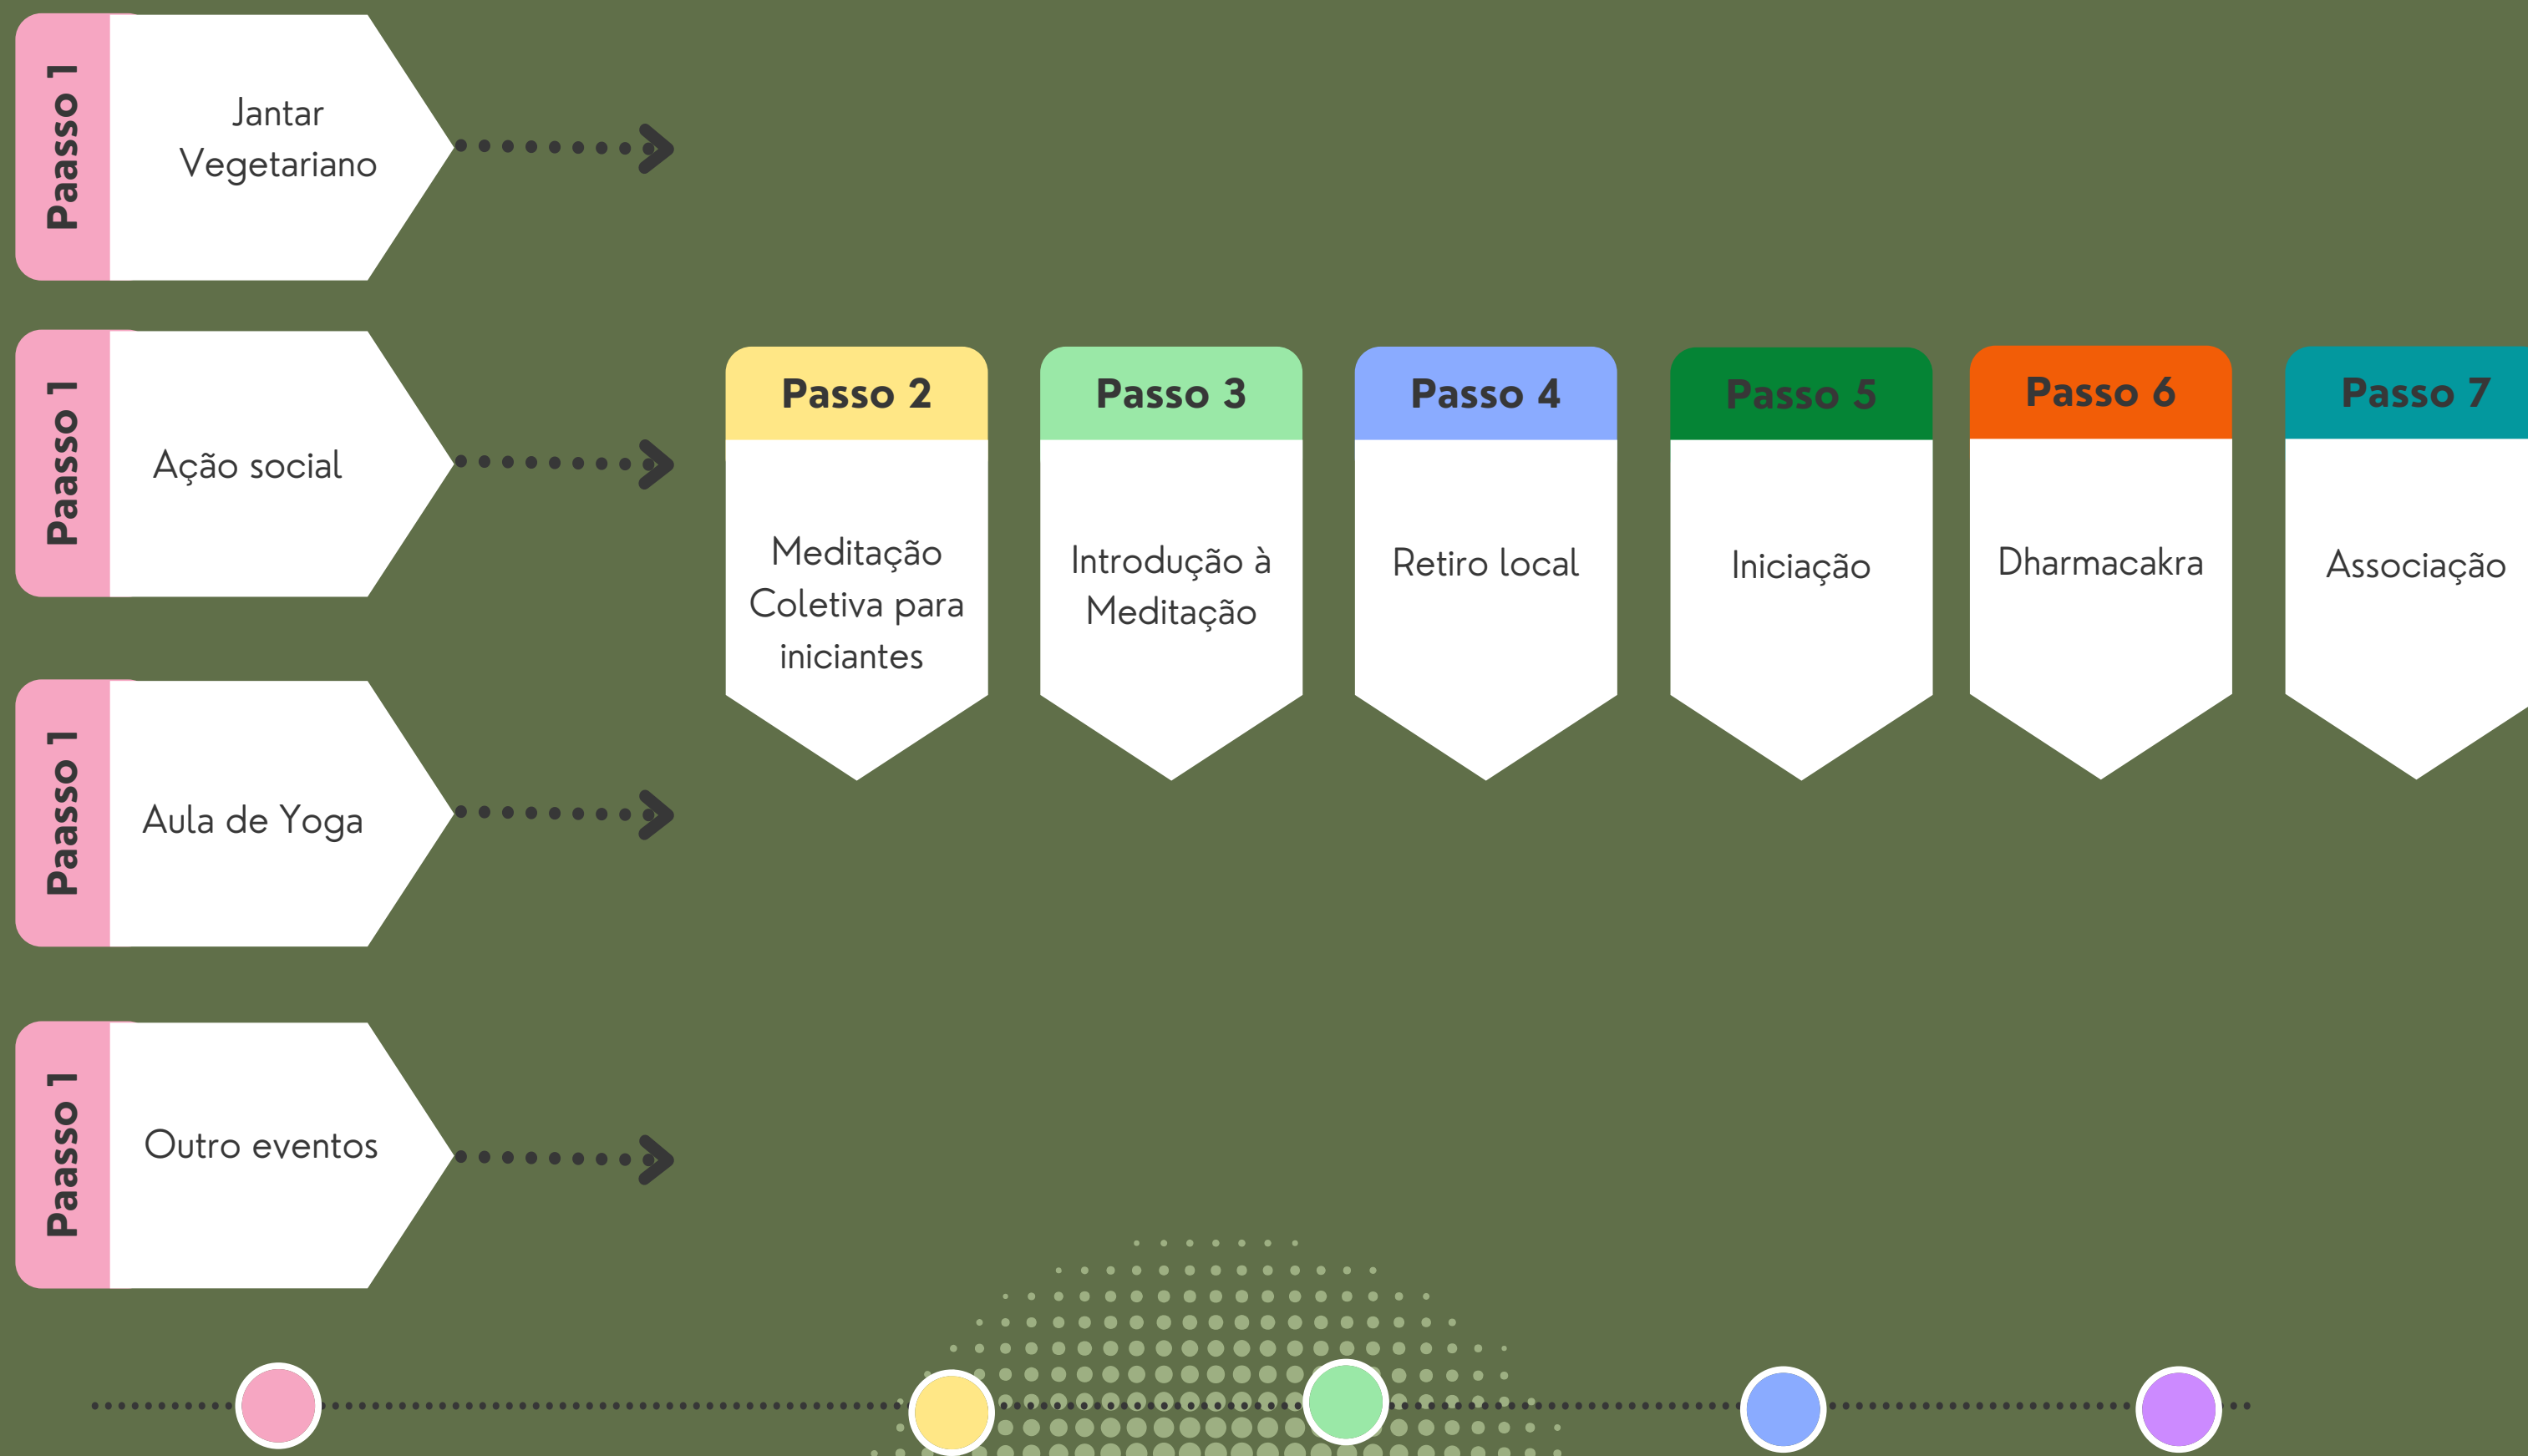 Paasso 1
Jantar
Vegetariano
Paasso 1
Ação social
Paasso 1
Aula de Yoga
Paasso 1
Outro eventos
Passo 2
Meditação
Coletiva para
iniciantes
Passo 3
Introdução à
Meditação
Passo 4
Retiro local
Passo 5
Iniciação
Passo 6
Dharmacakra
Passo 7
Associação